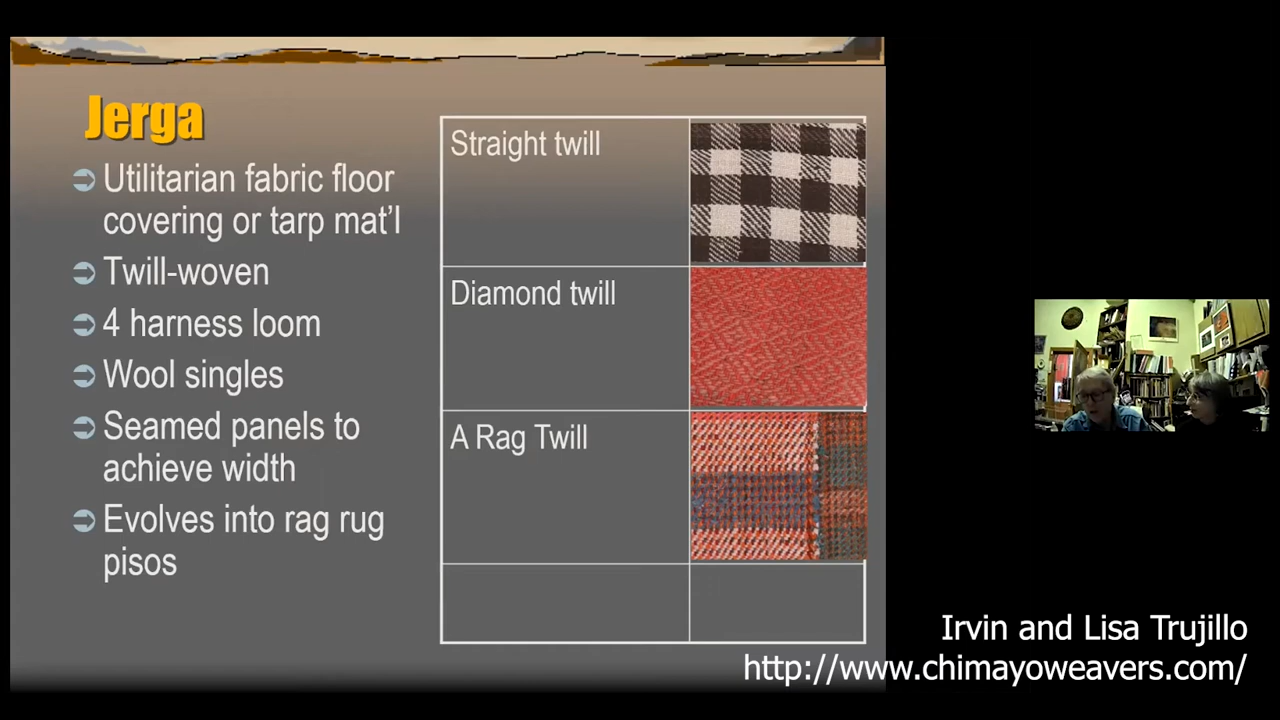 Jerga
Utilitarian fabric floor
covering or tarp mat'l
Twill-woven
4 harness loom
Wool singles
Seamed panels to
achieve width
Evolves into rag rug
pisos
Straight twill
Diamond twill
A Rag Twill
Irvin and Lisa Trujillo
http://www.chimayoweavers.com/